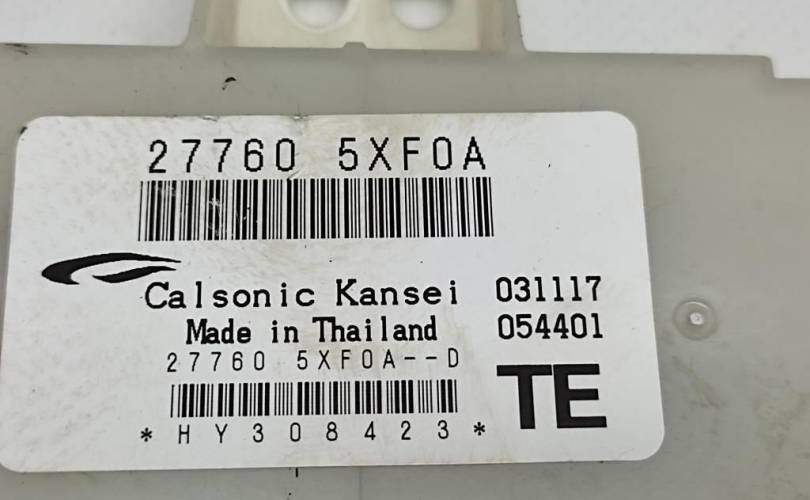 27760 5XF0A
Calsonic Kansei 031117
Made in Thailand 054401
27760 5XF0A--D
TE
*HY308423*